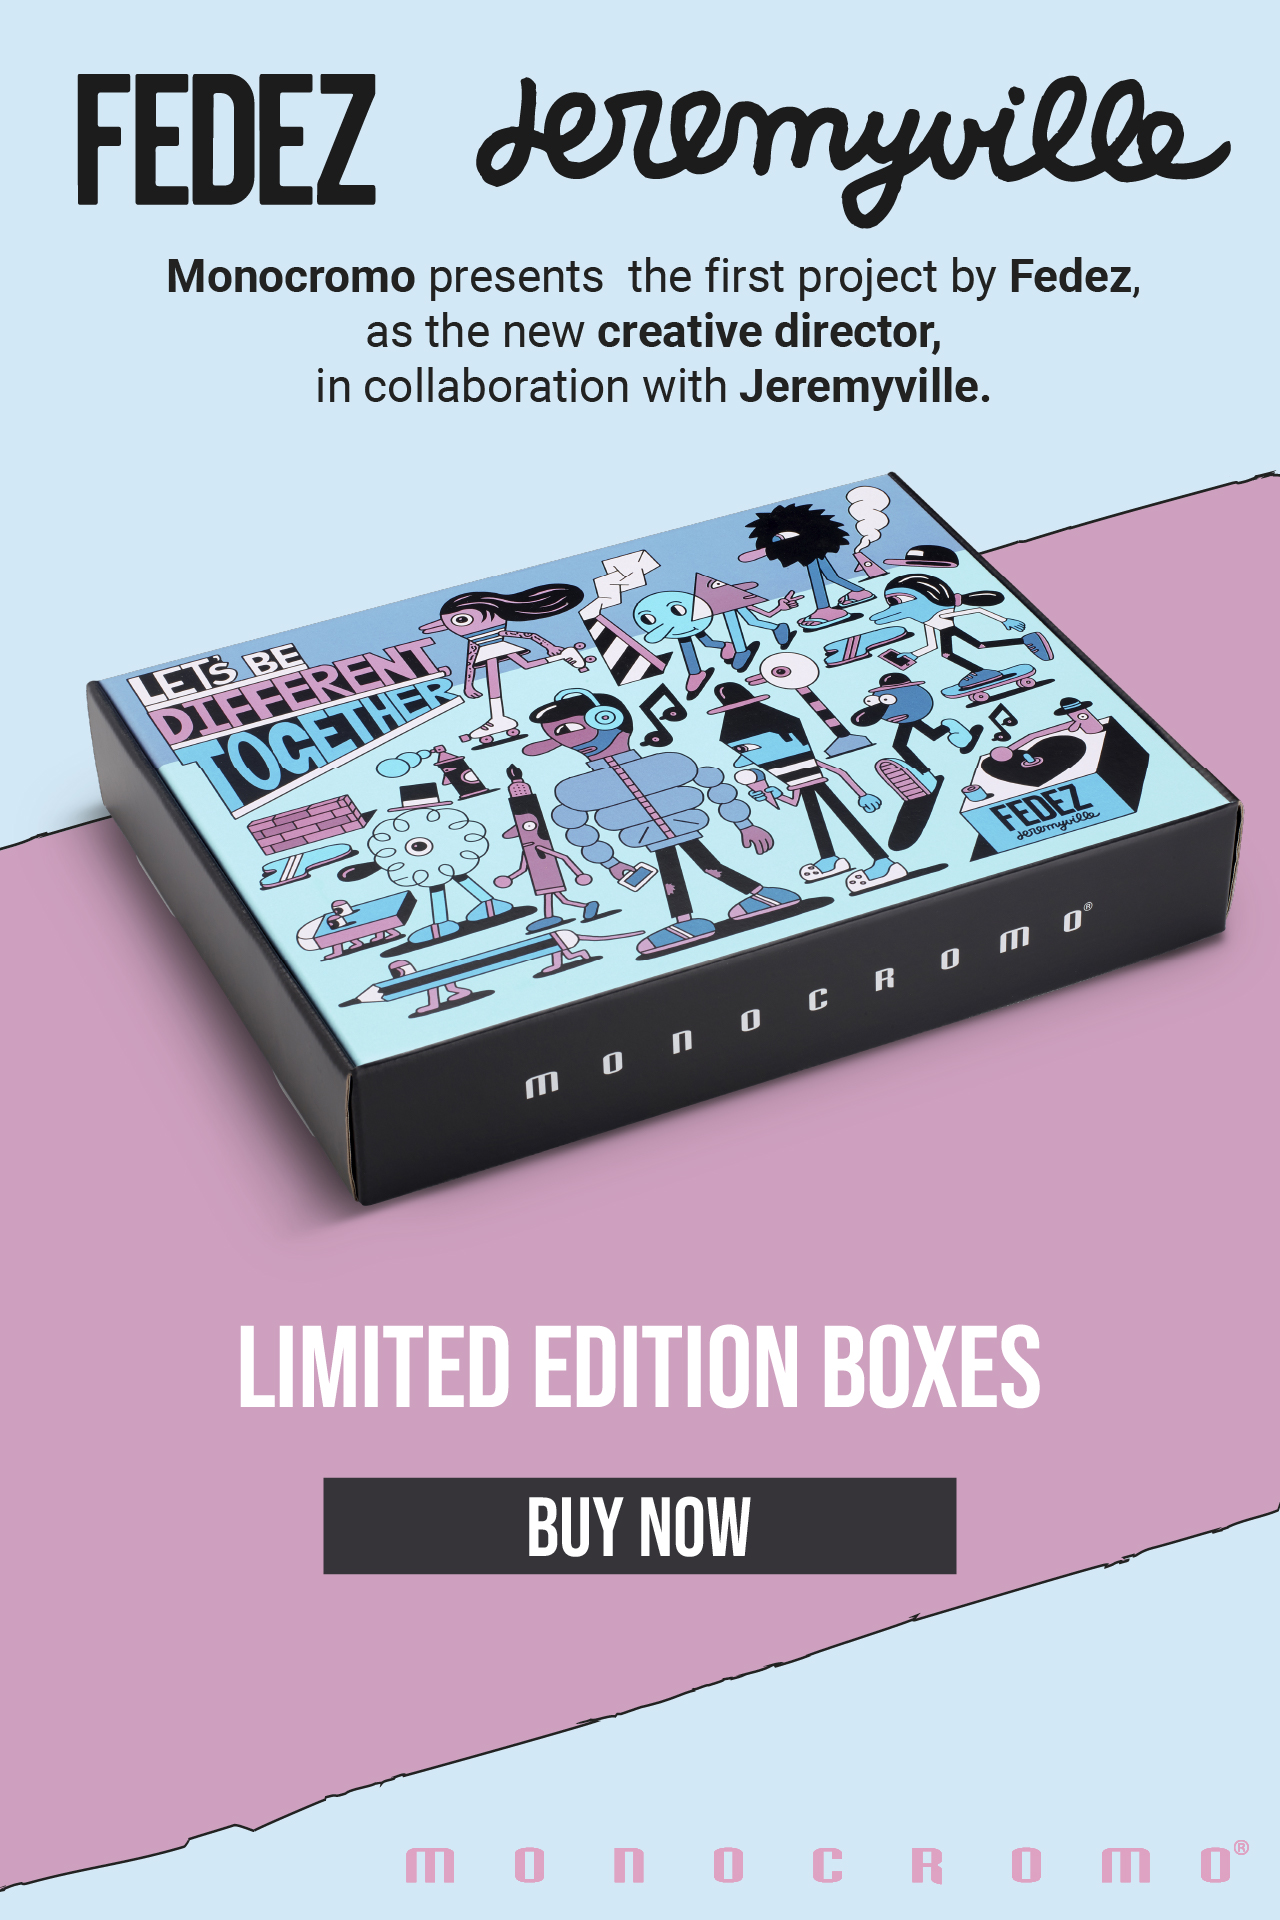 FEDEZ Jeremyville
Monocromo presents  the first project by Fedez,
as the new creative director,
in collaboration with Jeremyville.
LET'S BE
DIFFERENT,
TOGETHER
FEDEZ
Jeremyville
MONOCROMO®
LIMITED EDITION BOXES
BUY NOW
MONOCROMO®